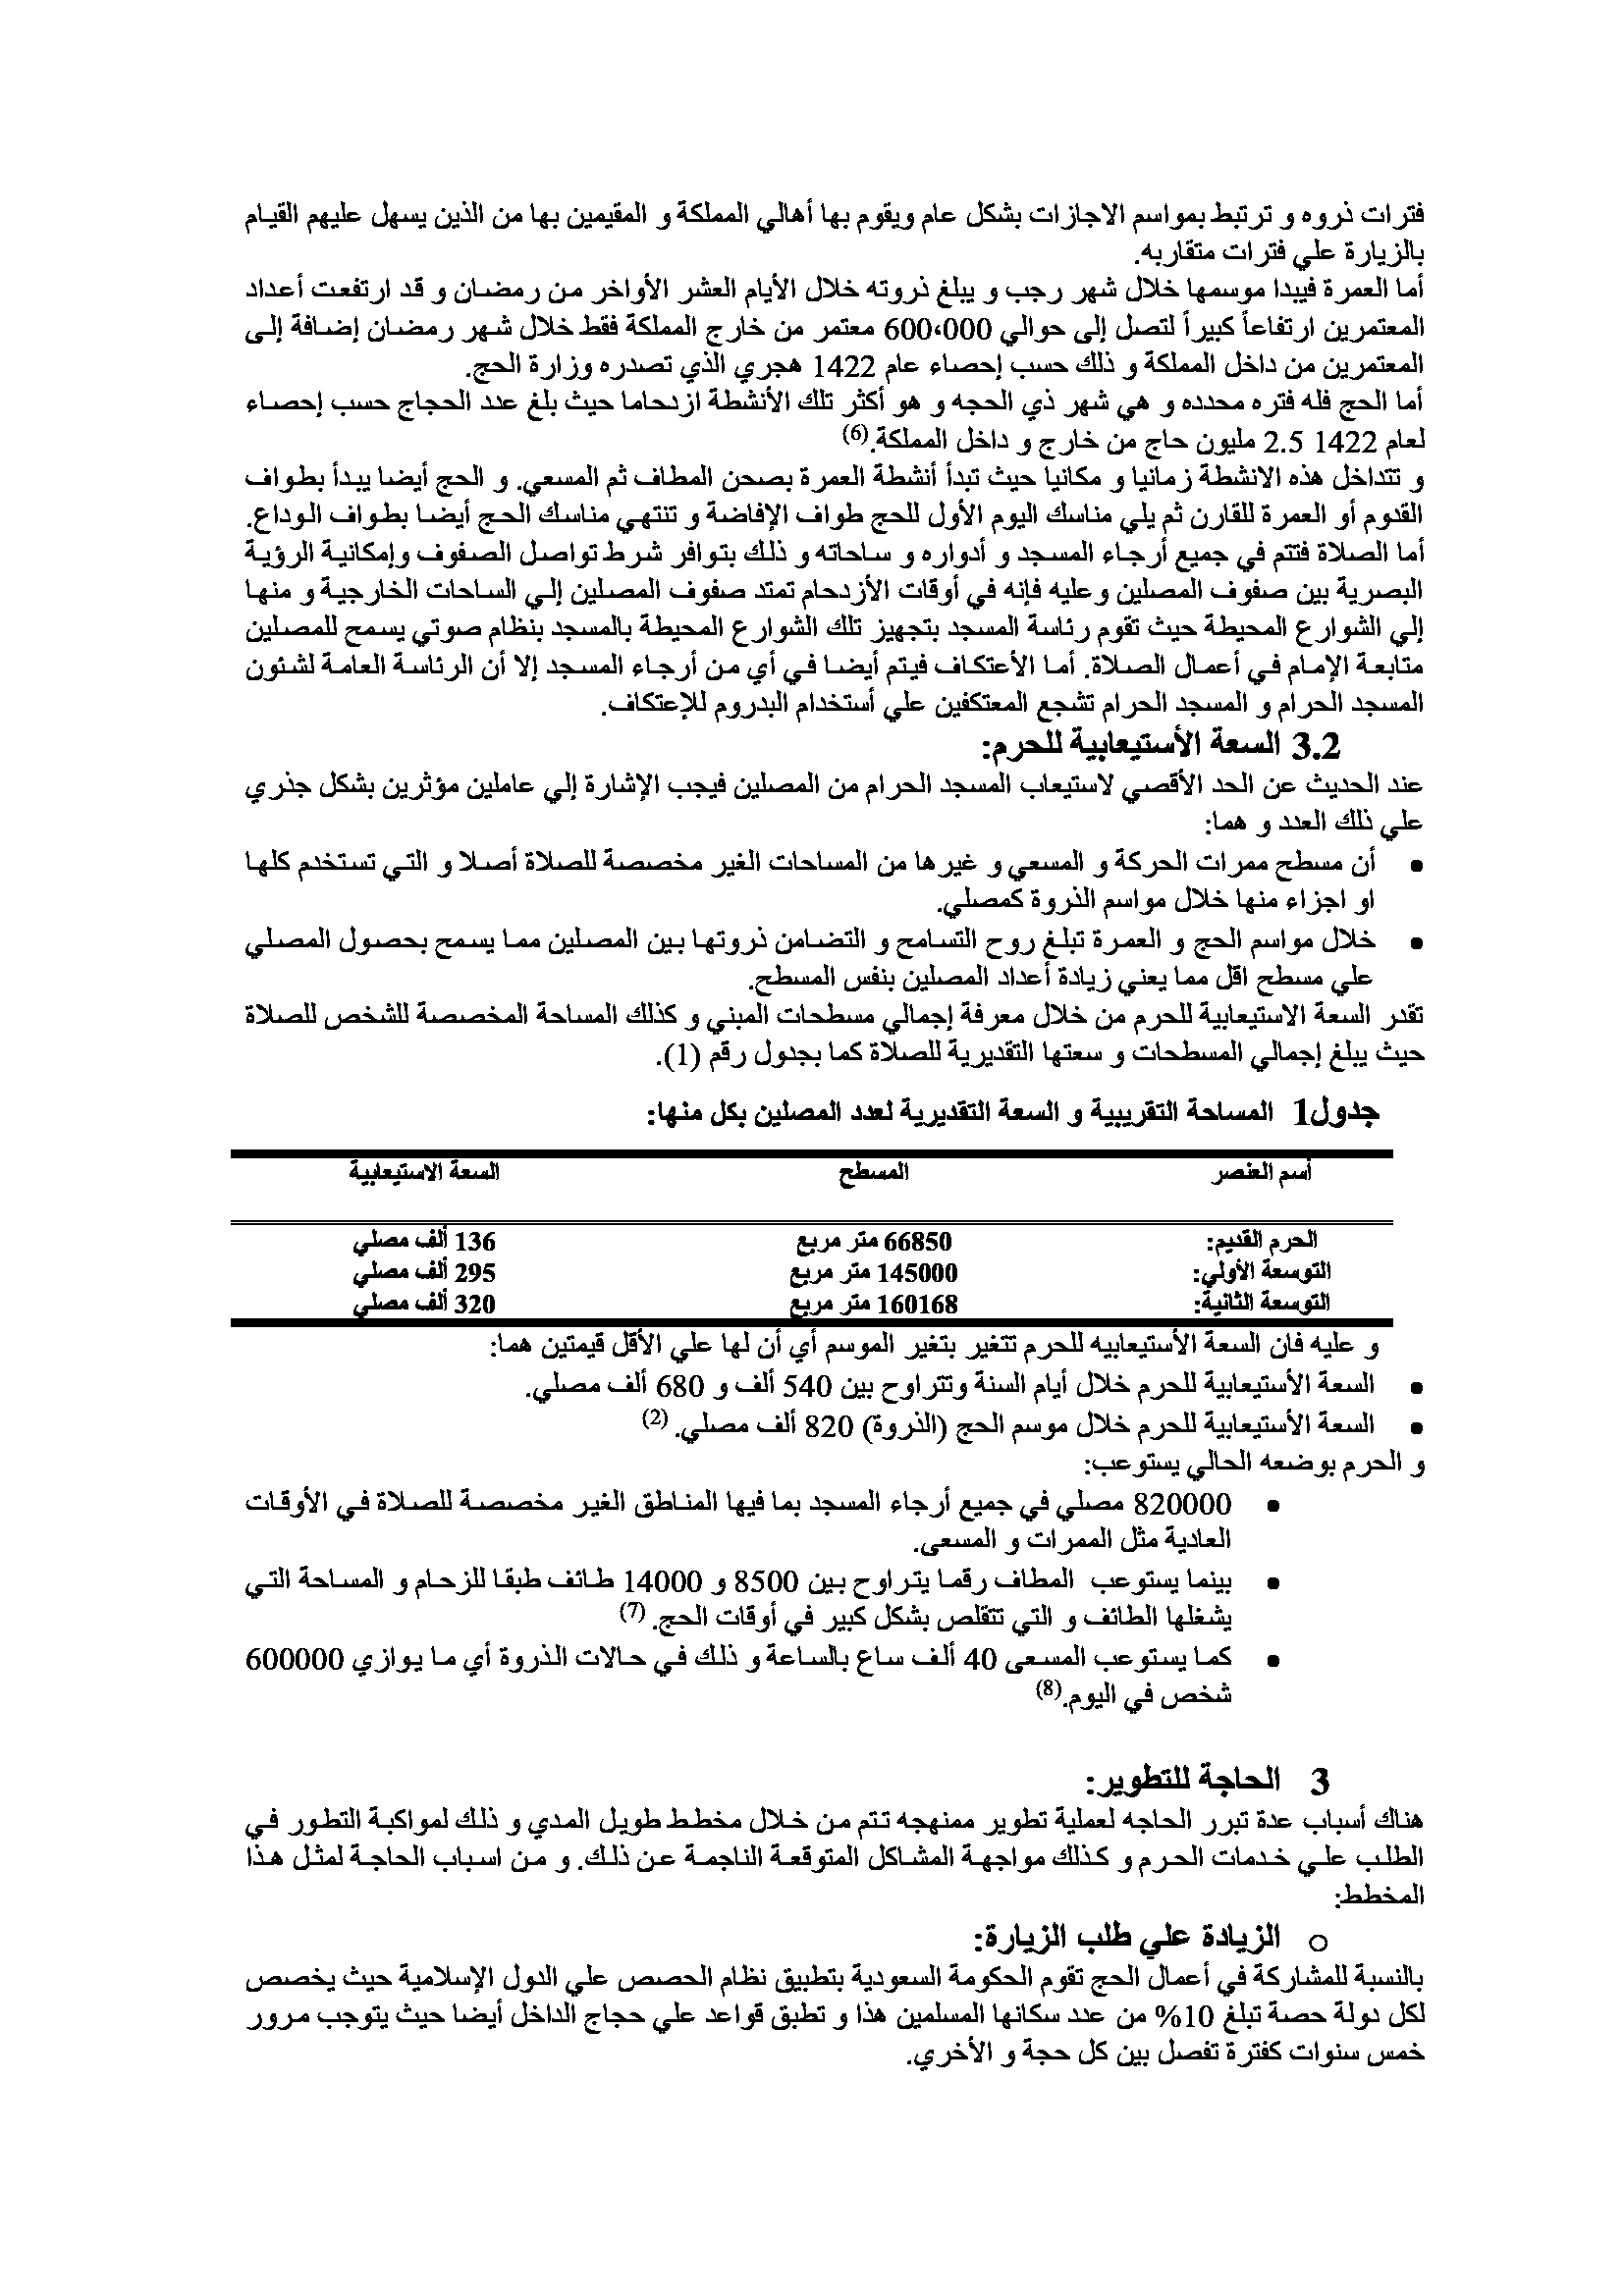 فترات ذروه و ترتبط بمواسم الاجازات بشكل عام ويقوم بها أهالي المملكة و المقيمين بها من الذين يسهل عليهم القيام
بالزيارة علي فترات متقاربه.
أما العمرة فيبدا موسمها خلال شهر رجب و يبلغ ذروته خلال الأيام العشر الأواخر من رمضان و قد ارتفعت أعداد
المعتمرين ارتفاعاً كبيراً لتصل إلى حوالي 600،000 معتمر من خارج المملكة فقط خلال شهر رمضان إضافة إلى
المعتمرين من داخل المملكة و ذلك حسب إحصاء عام 1422 هجري الذي تصدره وزارة الحج.
أما الحج فله فتره محدده و هي شهر ذي الحجه و هو أكثر تلك الأنشطة ازدحاما حيث بلغ عدد الحجاج حسب إحصاء
لعام 1422 2.5 مليون حاج من خارج و داخل المملكة.(6)
و تتداخل هذه الانشطة زمانيا و مكانيا حيث تبدأ أنشطة العمرة بصحن المطاف ثم المسعي. و الحج أيضا يبدأ بطواف
القدوم أو العمرة للقارن ثم يلي مناسك اليوم الأول للحج طواف الإفاضة و تنتهي مناسك الحج أيضا بطواف الوداع.
أما الصلاة فتتم في جميع أرجاء المسجد و أدواره و ساحاته و ذلك بتوافر شرط تواصل الصفوف وإمكانية الرؤية
البصرية بين صفوف المصلين وعليه فإنه في أوقات الأزدحام تمتد صفوف المصلين إلي الساحات الخارجية و منها
إلي الشوارع المحيطة حيث تقوم رئاسة المسجد بتجهيز تلك الشوارع المحيطة بالمسجد بنظام صوتي يسمح للمصلين
متابعة الإمام في أعمال الصلاة. أما الأعتكاف فيتم أيضا في أي من أرجاء المسجد إلا أن الرئاسة العامة لشئون
المسجد الحرام و المسجد الحرام تشجع المعتكفين علي أستخدام البدروم للإعتكاف.
3.2 السعة الأستيعابية للحرم:
عند الحديث عن الحد الأقصي لاستيعاب المسجد الحرام من المصلين فيجب الإشارة إلي عاملين مؤثرين بشكل جذري
علي ذلك العدد و هما:
• أن مسطح ممرات الحركة و المسعي و غيرها من المساحات الغير مخصصة للصلاة أصلا و التي تستخدم كلها
او اجزاء منها خلال مواسم الذروة كمصلي.
• خلال مواسم الحج و العمرة تبلغ روح التسامح و التضامن ذروتها بين المصلين مما يسمح بحصول المصلي
علي مسطح اقل مما يعني زيادة أعداد المصلين بنفس المسطح.
تقدر السعة الاستيعابية للحرم من خلال معرفة إجمالي مسطحات المبني و كذلك المساحة المخصصة للشخص للصلاة
حيث يبلغ إجمالي المسطحات و سعتها التقديرية للصلاة كما بجدول رقم (1).
جدول1 المساحة التقريبية و السعة التقديرية لعدد المصلين بكل منها:
أسم العنصر المسطح السعة الاستيعابية
الحرم القديم: 66850 متر مربع 136 ألف مصلي
التوسعة الأولي: 145000 متر مربع 295 ألف مصلي
التوسعة الثانية: 160168 متر مربع 320 ألف مصلي
و عليه فان السعة الأستيعابيه للحرم تتغير بتغير الموسم أي أن لها علي الأقل قيمتين هما:
• السعة الأستيعابية للحرم خلال أيام السنة وتتراوح بين 540 ألف و 680 ألف مصلي.
• السعة الأستيعابية للحرم خلال موسم الحج (الذروة) 820 ألف مصلي. (2)
و الحرم بوضعه الحالي يستوعب:
• 820000 مصلي في جميع أرجاء المسجد بما فيها المناطق الغير مخصصة للصلاة في الأوقات
العادية مثل الممرات و المسعى.
• بينما يستوعب المطاف رقما يتراوح بين 8500 و 14000 طائف طبقا للزحام و المساحة التي
يشغلها الطائف و التي تتقلص بشكل كبير في أوقات الحج. (7)
• كما يستوعب المسعى 40 ألف ساع بالساعة و ذلك في حالات الذروة أي ما يوازي 600000
شخص في اليوم.(8)
3 الحاجة للتطوير:
هناك أسباب عدة تبرر الحاجه لعملية تطوير ممنهجه تتم من خلال مخطط طويل المدي و ذلك لمواكبة التطور في
الطلب علي خدمات الحرم و كذلك مواجهة المشاكل المتوقعة الناجمة عن ذلك. و من اسباب الحاجة لمثل هذا
المخطط:
o الزيادة علي طلب الزيارة:
بالنسبة للمشاركة في أعمال الحج تقوم الحكومة السعودية بتطبيق نظام الحصص علي الدول الإسلامية حيث يخصص
لكل دولة حصة تبلغ 10% من عدد سكانها المسلمين هذا و تطبق قواعد علي حجاج الداخل أيضا حيث يتوجب مرور
خمس سنوات كفترة تفصل بين كل حجة و الأخري.